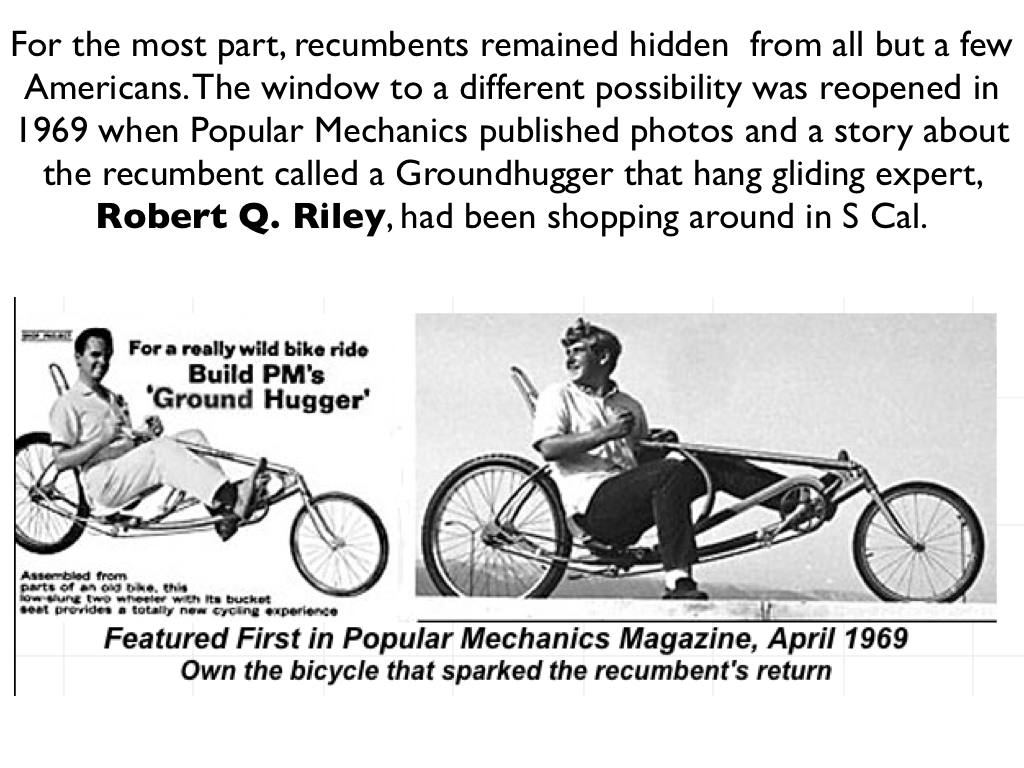 For the most part, recumbents remained hidden from all but a few
Americans. The window to a different possibility was reopened in
1969 when Popular Mechanics published photos and a story about
the recumbent called a Groundhugger that hang gliding expert,
Robert Q. Riley, had been shopping around in S Cal.
SHOP PROJECT
For a really wild bike ride
Build PM's
'Ground Hugger'
Assembled from
parts of an old bike, this
low-slung two wheeler with its bucket
seat provides a totally new cycling experience
Featured First in Popular Mechanics Magazine, April 1969
Own the bicycle that sparked the recumbent's return